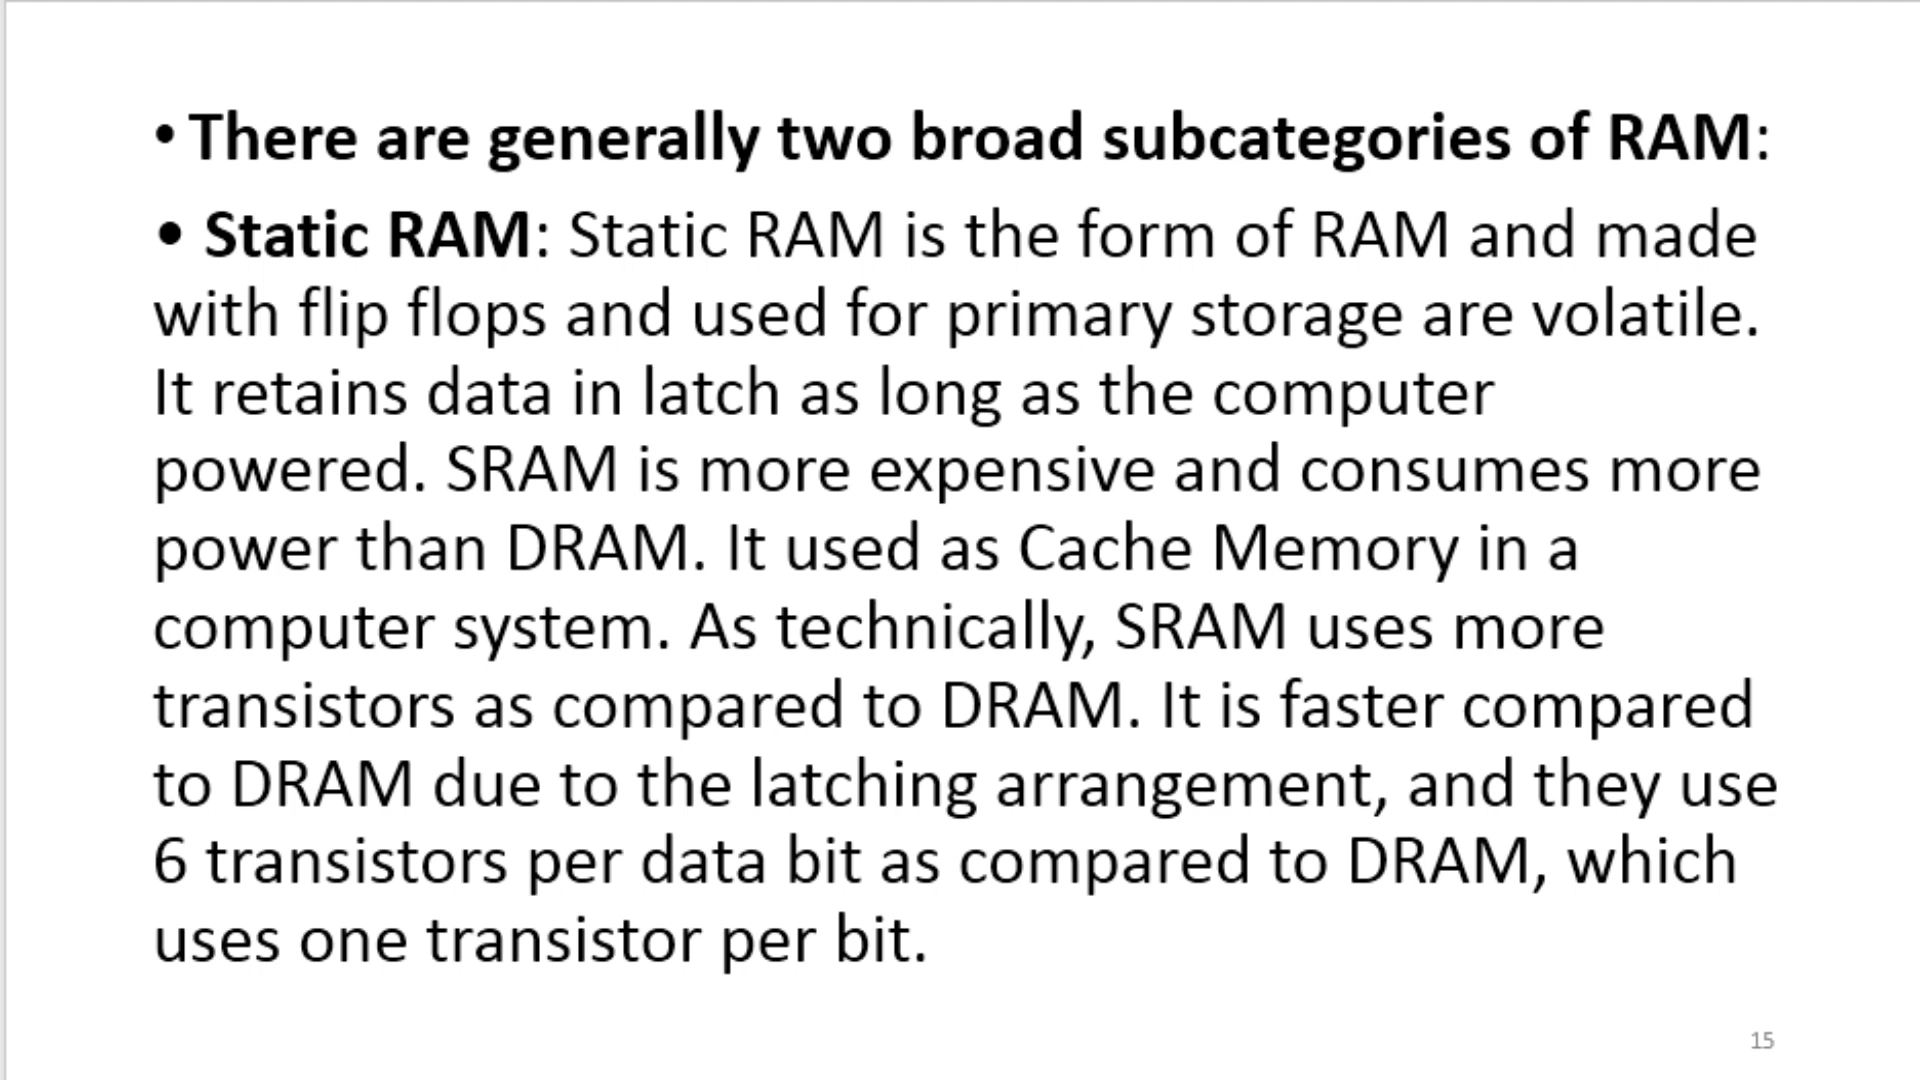 • There are generally two broad subcategories of RAM:
• Static RAM: Static RAM is the form of RAM and made
with flip flops and used for primary storage are volatile.
It retains data in latch as long as the computer
powered. SRAM is more expensive and consumes more
power than DRAM. It used as Cache Memory in a
computer system. As technically, SRAM uses more
transistors as compared to DRAM. It is faster compared
to DRAM due to the latching arrangement, and they use
6 transistors per data bit as compared to DRAM, which
uses one transistor per bit.
15